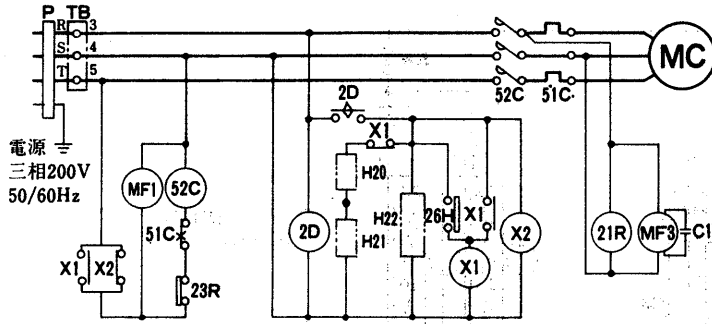 P TB
R 3
S 4
T 5
52C 51C
MC
電源
三相200V
50/60Hz
2D
X1
MF1 52C
H20
51C
H21
2D
H22
26H
X1
X2
21R
MF3
C1
X1 X2
23R
X1